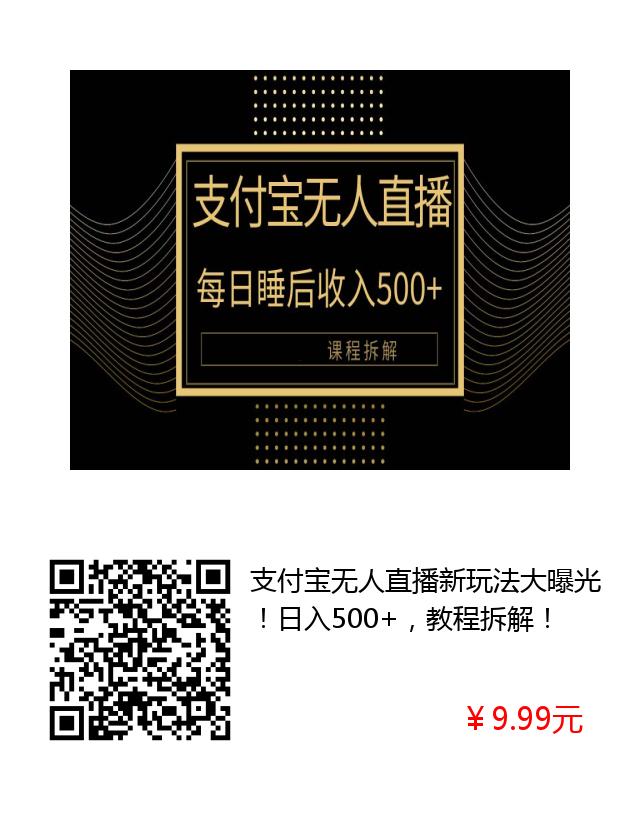 支付宝无人直播
每日睡后收入500+
课程拆解
支付宝无人直播新玩法大曝光
！日入500+，教程拆解！
￥9.99元